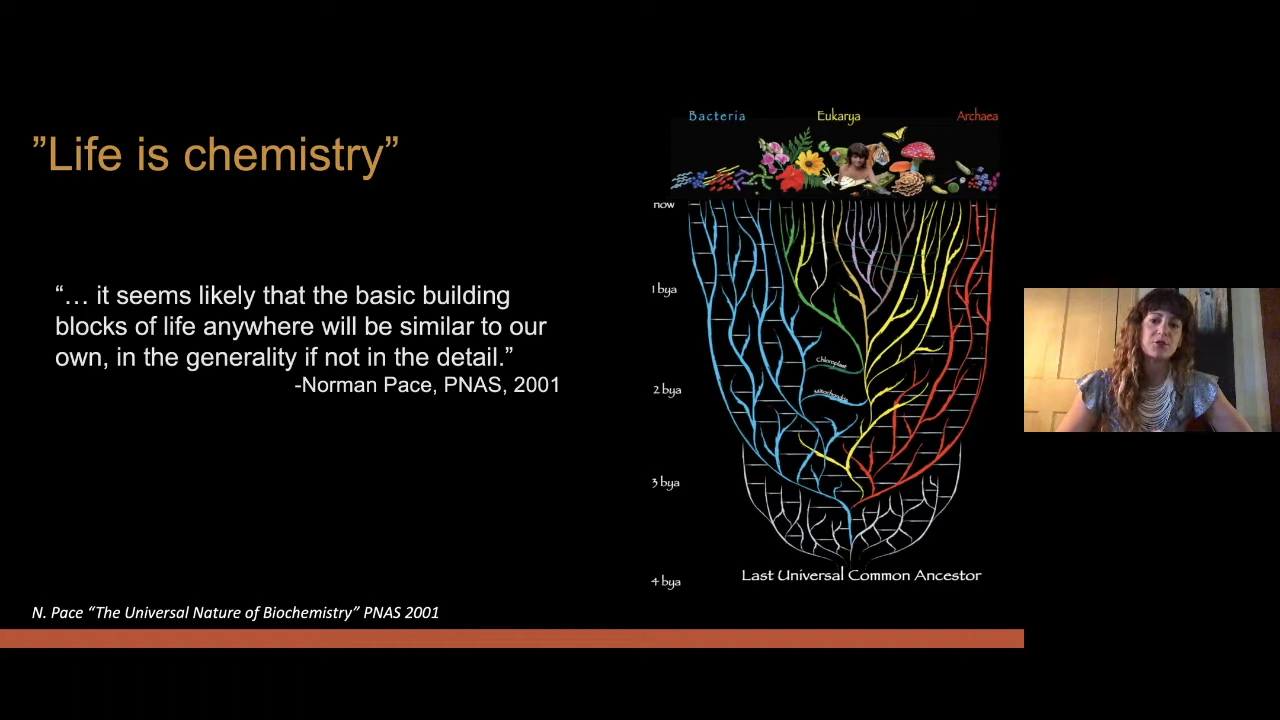 ”Life is chemistry”
“… it seems likely that the basic building
blocks of life anywhere will be similar to our
own, in the generality if not in the detail.”
-Norman Pace, PNAS, 2001
N. Pace “The Universal Nature of Biochemistry” PNAS 2001
Bacteria Eukarya Archaea
now
1 bya
Chloroplast
2 bya
Mitochondria
3 bya
Last Universal Common Ancestor
4 bya